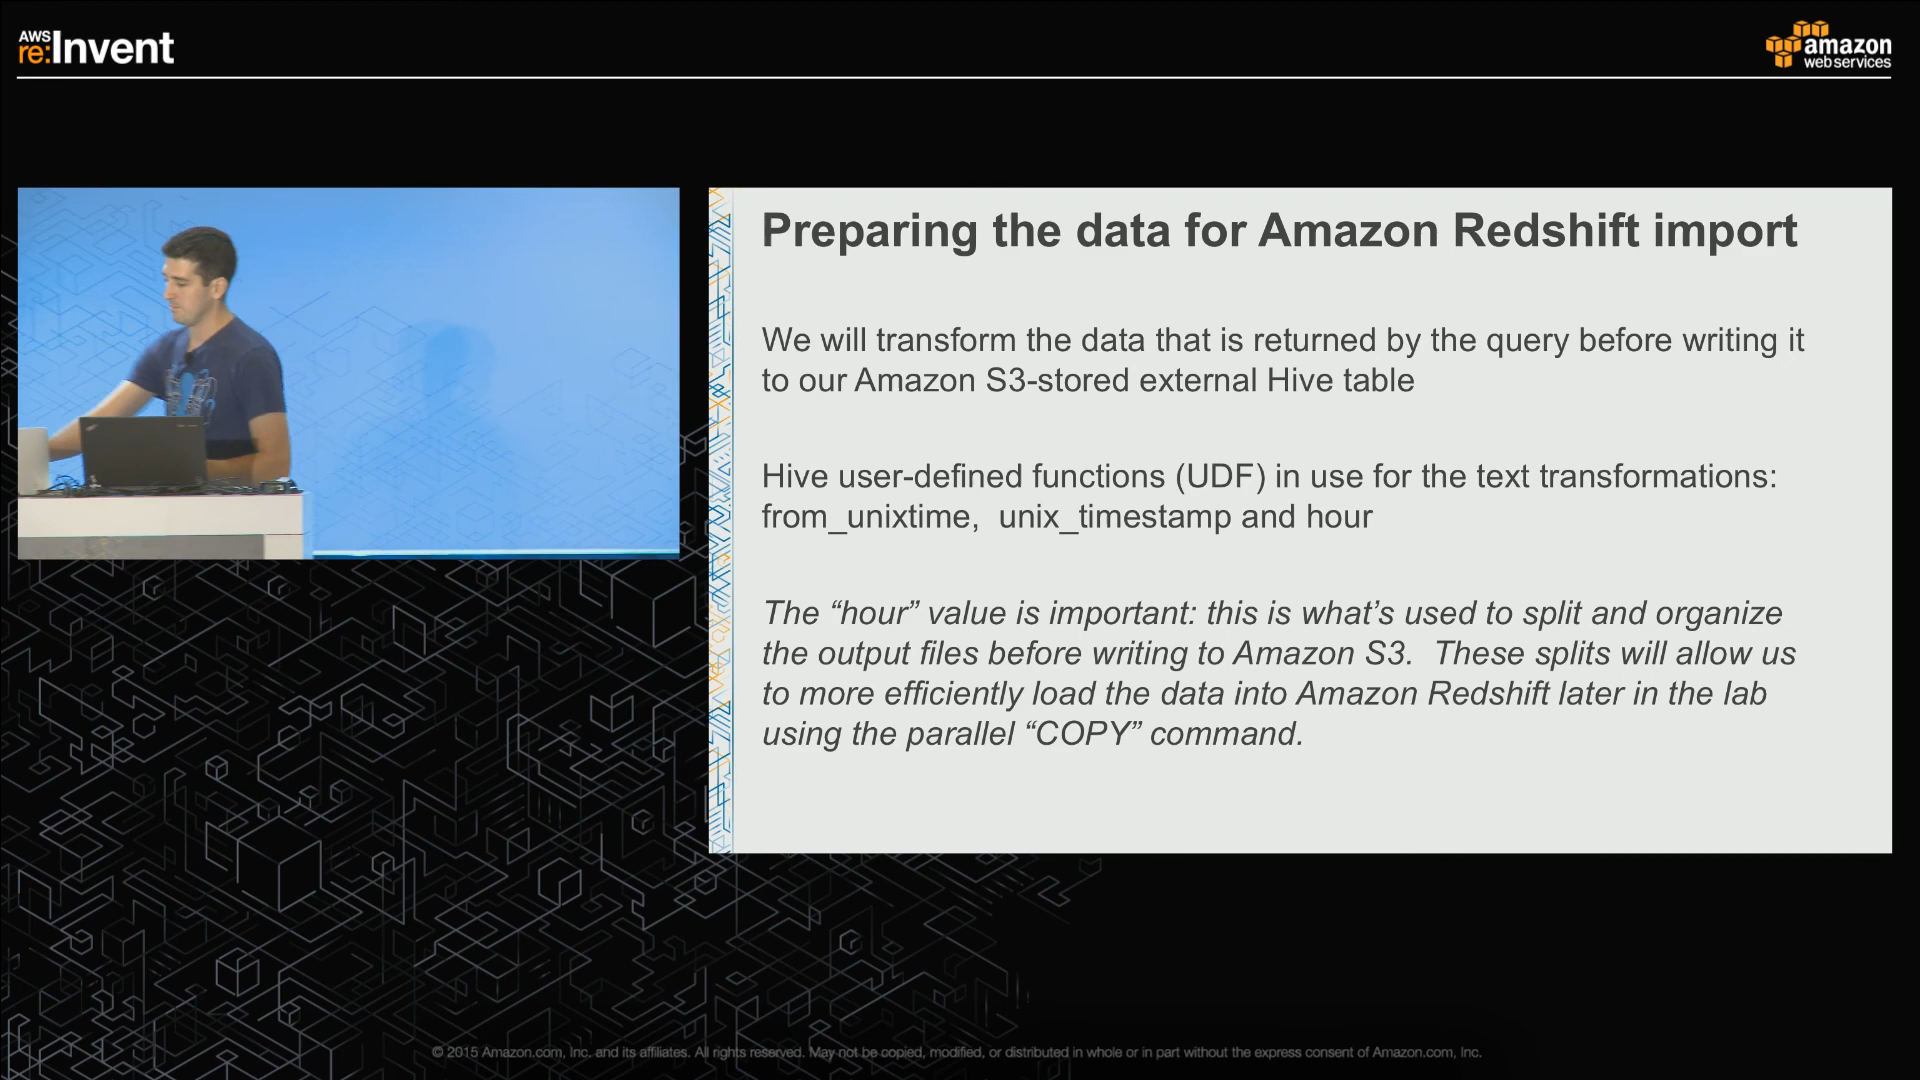 AWS
re:Invent
amazon
web services
Preparing the data for Amazon Redshift import
We will transform the data that is returned by the query before writing it
to our Amazon S3-stored external Hive table
Hive user-defined functions (UDF) in use for the text transformations:
from_unixtime,  unix_timestamp and hour
The “hour” value is important: this is what’s used to split and organize
the output files before writing to Amazon S3.  These splits will allow us
to more efficiently load the data into Amazon Redshift later in the lab
using the parallel “COPY” command.
© 2015 Amazon.com, Inc. and its affiliates. All rights reserved. May not be copied, modified, or distributed in whole or in part without the express consent of Amazon.com, Inc.